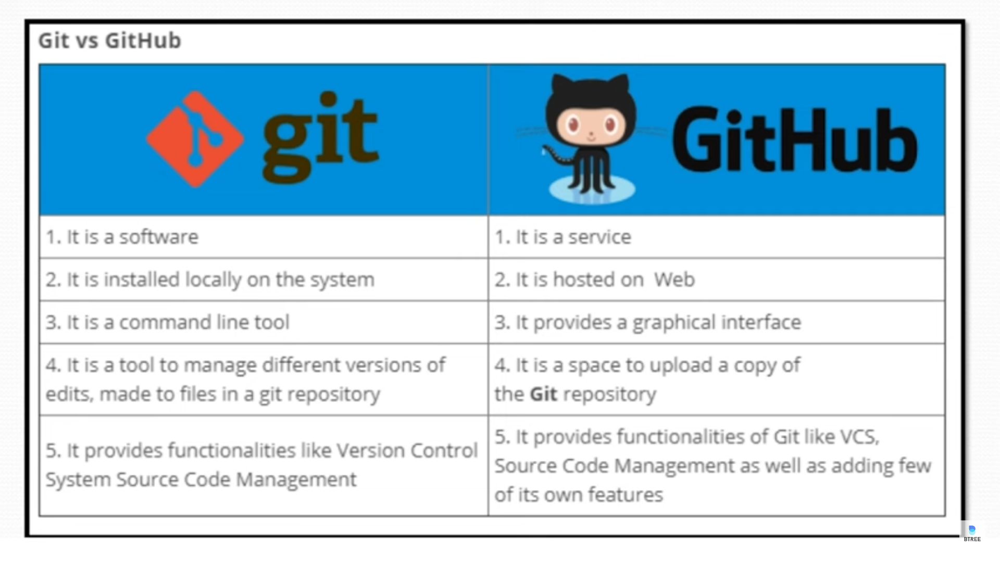 Git vs GitHub
git
GitHub
1. It is a software
1. It is a service
2. It is installed locally on the system
2. It is hosted on  Web
3. It is a command line tool
3. It provides a graphical interface
4. It is a tool to manage different versions of
edits, made to files in a git repository
4. It is a space to upload a copy of
the Git repository
5. It provides functionalities like Version Control
System Source Code Management
5. It provides functionalities of Git like VCS,
Source Code Management as well as adding few
of its own features
BTREE